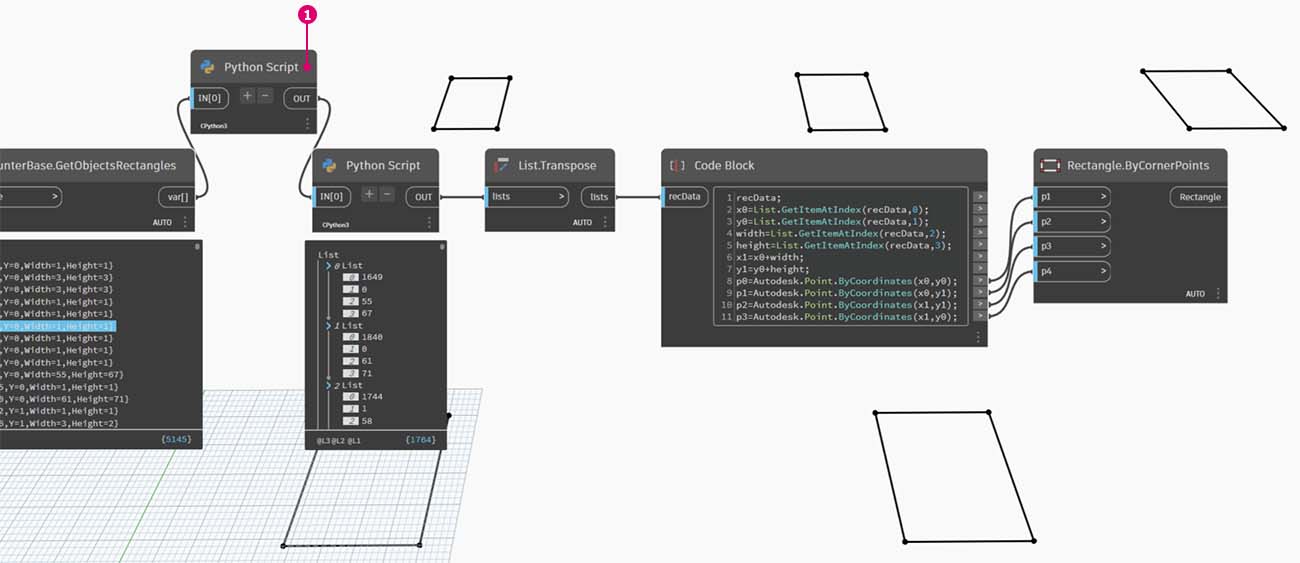 1
Python Script
IN[0] + - OUT
CPython3
unterBase.GetObjectsRectangles
e > var[]
AUTO
,Y=0,Width=1,Height=1}
,Y=0,Width=3,Height=3}
,Y=0,Width=3,Height=3}
,Y=0,Width=1,Height=1}
,Y=0,Width=1,Height=1}
,Y=0,Width=1,Height=1}
,Y=0,Width=1,Height=1}
,Y=0,Width=1,Height=1}
,Y=0,Width=1,Height=1}
,Y=0,Width=55,Height=67}
5,Y=0,Width=1,Height=1}
0,Y=0,Width=61,Height=71}
2,Y=1,Width=1,Height=1}
6,Y=1,Width=3,Height=2}
{5145}
Python Script
IN[0] + - OUT
CPython3
List
0 List
0 1649
1 0
2 55
3 67
1 List
0 1840
1 0
2 61
3 71
2 List
0 1744
1 1
2 58
@L3 @L2 @L1 {1764}
List.Transpose
lists > lists
AUTO
Code Block
recData
1 recData;
2 x0=List.GetItemAtIndex(recData,0);
3 y0=List.GetItemAtIndex(recData,1);
4 width=List.GetItemAtIndex(recData,2);
5 height=List.GetItemAtIndex(recData,3);
6 x1=x0+width;
7 y1=y0+height;
8 p0=Autodesk.Point.ByCoordinates(x0,y0);
9 p1=Autodesk.Point.ByCoordinates(x0,y1);
10 p2=Autodesk.Point.ByCoordinates(x1,y1);
11 p3=Autodesk.Point.ByCoordinates(x1,y0);
Rectangle.ByCornerPoints
p1 > Rectangle
p2 >
p3 >
p4 >
AUTO